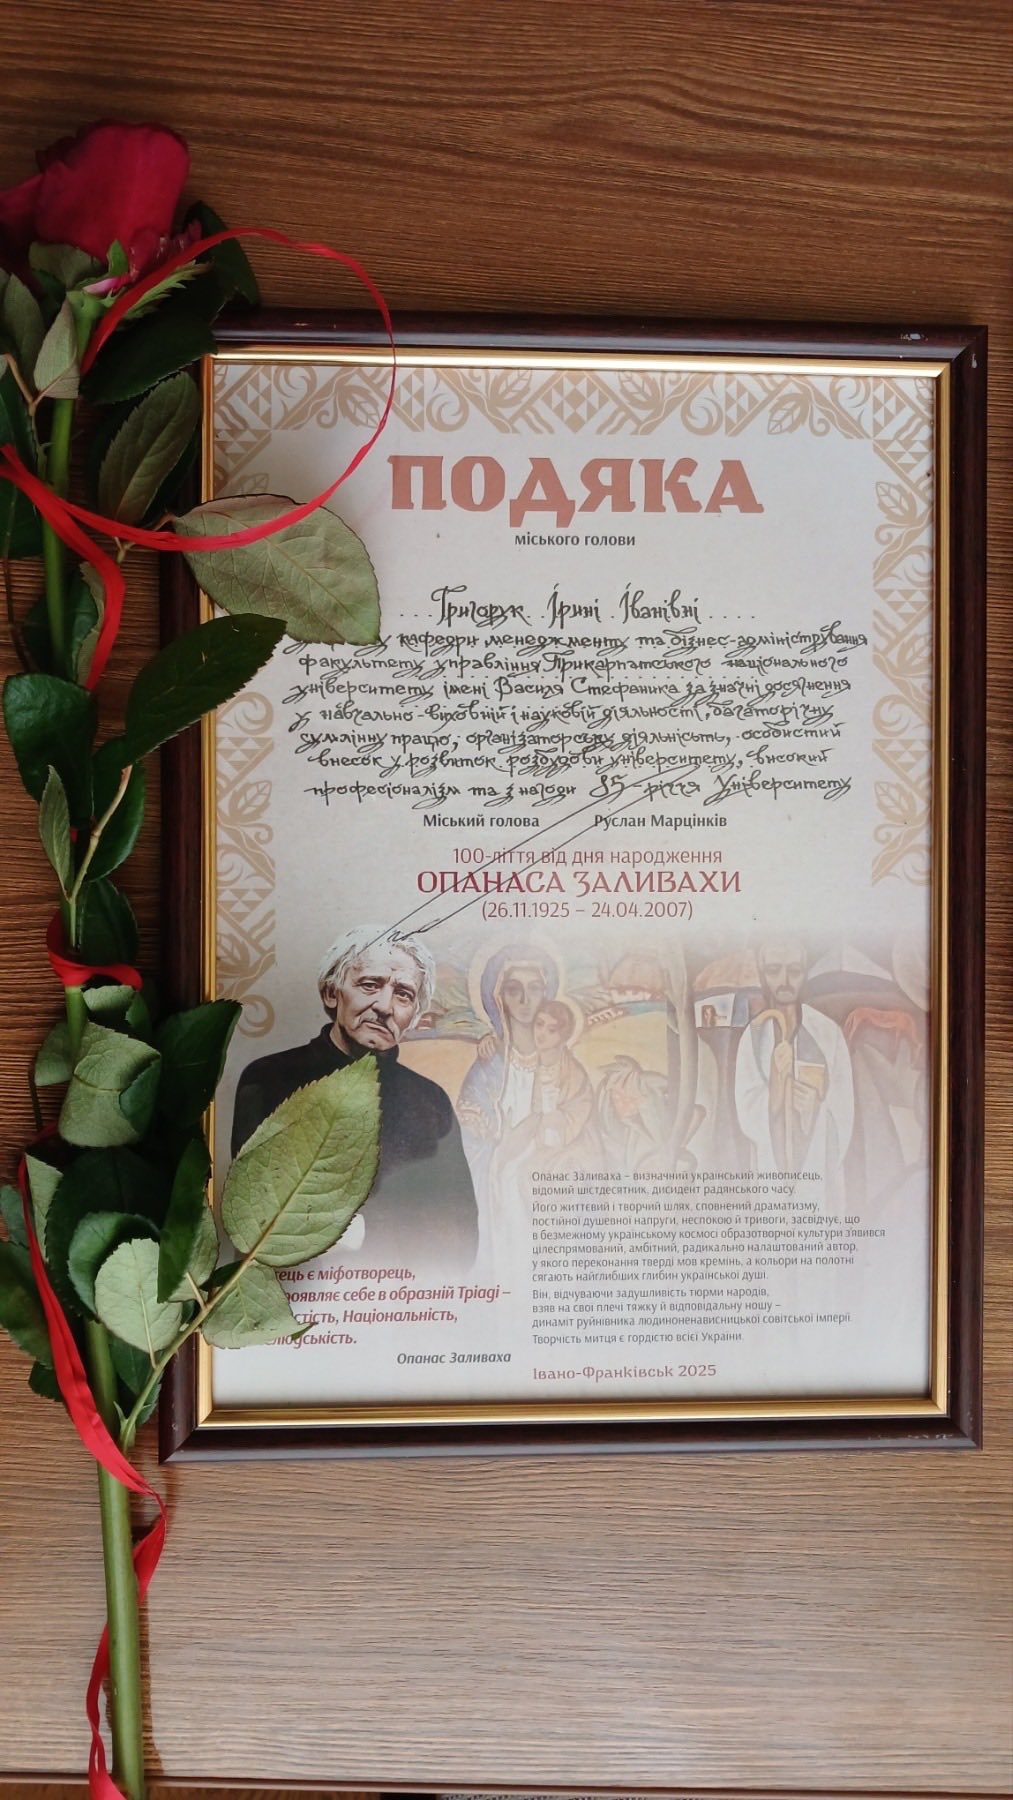 ПОДЯКА
міського голови
Григорук Ірині Іванівні
кафедри менеджменту та бізнес-адміністрування
факультету управління Прикарпатського національного
університету імені Василя Стефаника за значні досягнення
у навчально-виховній і науковій діяльності, багаторічну
сумлінну працю, організаторську діяльність, особистий
внесок у розвиток розбудови університету, високий
професіоналізм та з нагоди 85-річчя Університету
Міський голова Руслан Марцінків
100-ліття від дня народження
ОПАНАСА ЗАЛИВАХИ
(26.11.1925 – 24.04.2007)
Опанас Заливаха – визначний український живописець,
відомий шістдесятник, дисидент радянського часу.
Його життєвий і творчий шлях, сповнений драматизму,
постійної душевної напруги, неспокою й тривоги, засвідчує, що
в безмежному українському космосі образотворчої культури з'явився
цілеспрямований, амбітний, радикально налаштований автор,
у якого переконання тверді мов кремінь, а кольори на полотні
сягають найглибших глибин української душі.
Він, відчуваючи задушливість тюрми народів,
взяв на свої плечі тяжку й відповідальну ношу –
динаміт руйнівника людиноненависницької совітської імперії.
Творчість митця є гордістю всієї України.
є міфотворець,
себе в образній Тріаді –
Національність,
Опанас Заливаха
Івано-Франківськ 2025